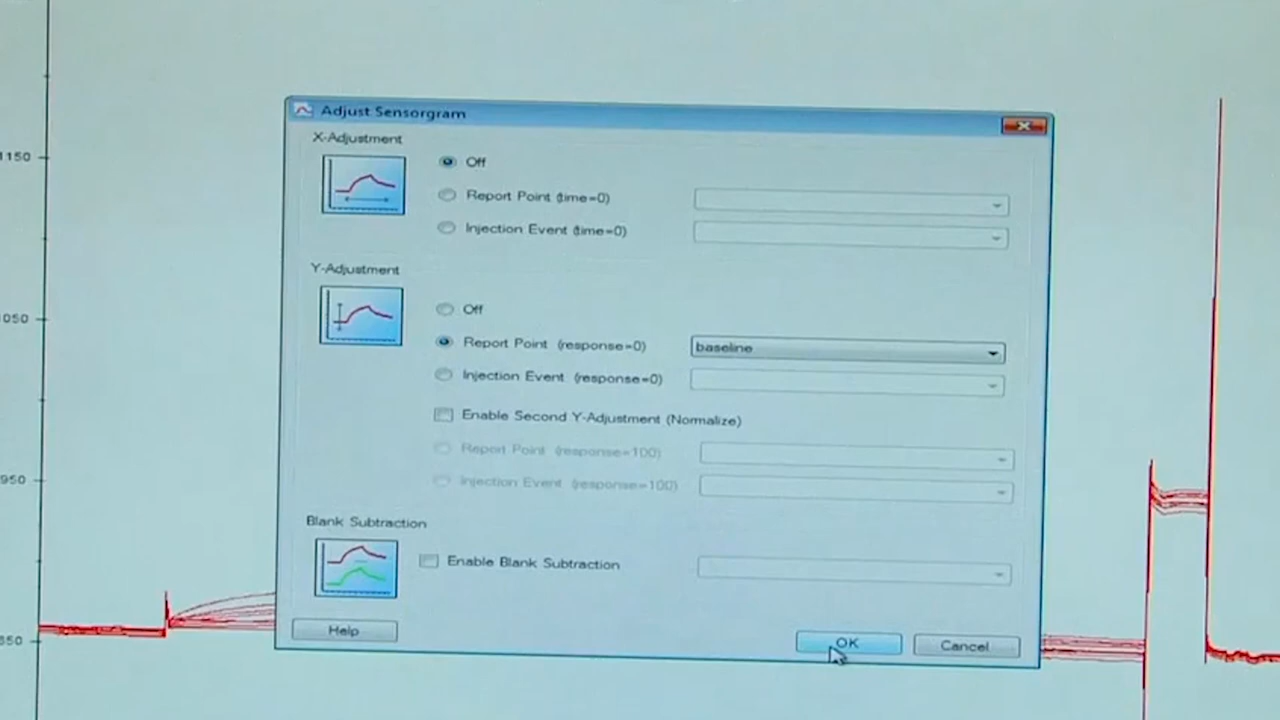 Adjust Sensorgram
X-Adjustment
Off
Report Point (time=0)
Injection Event (time=0)
Y-Adjustment
Off
Report Point (response=0) baseline
Injection Event (response=0)
Enable Second Y-Adjustment (Normalize)
Report Point (response=100)
Injection Event (response=100)
Blank Subtraction
Enable Blank Subtraction
Help OK Cancel
1150
1050
950